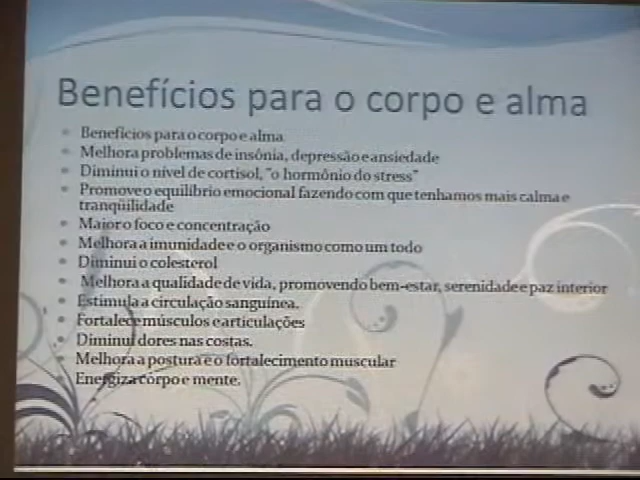 Benefícios para o corpo e alma
Benefícios para o corpo e alma
Melhora problemas de insônia, depressão e ansiedade
Diminui o nível de cortisol, "o hormônio do stress"
Promove o equilíbrio emocional fazendo com que tenhamos mais calma e
tranqüilidade
Maior o foco e concentração
Melhora a imunidade e o organismo como um todo
Diminui o colesterol
Melhora a qualidade de vida, promovendo bem-estar, serenidade e paz interior
Estimula a circulação sanguínea.
Fortalece músculos e articulações
Diminui dores nas costas.
Melhora a postura e o fortalecimento muscular
Energiza corpo e mente.